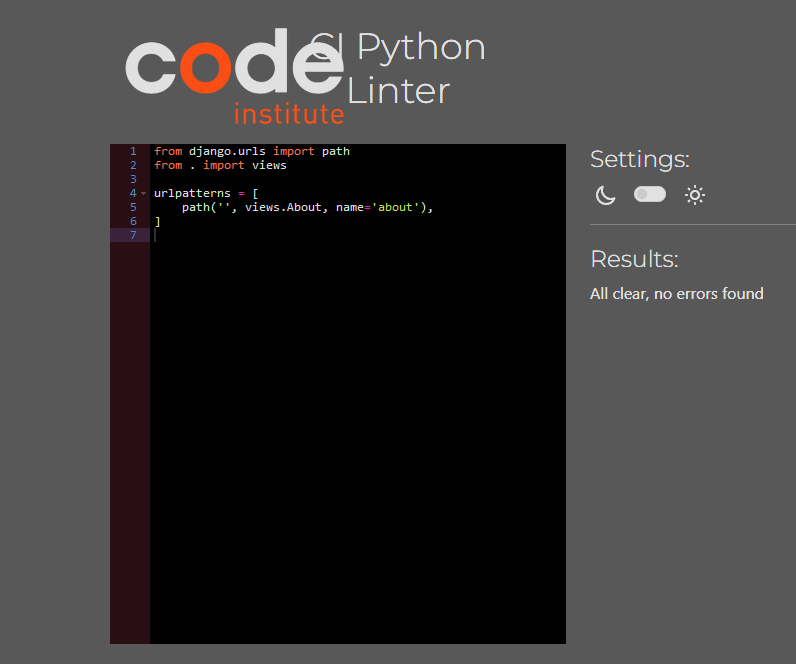 code
institute
CI Python
Linter
1 from django.urls import path
2 from . import views
3
4 urlpatterns = [
5     path('', views.About, name='about'),
6 ]
7
Settings:
Results:
All clear, no errors found